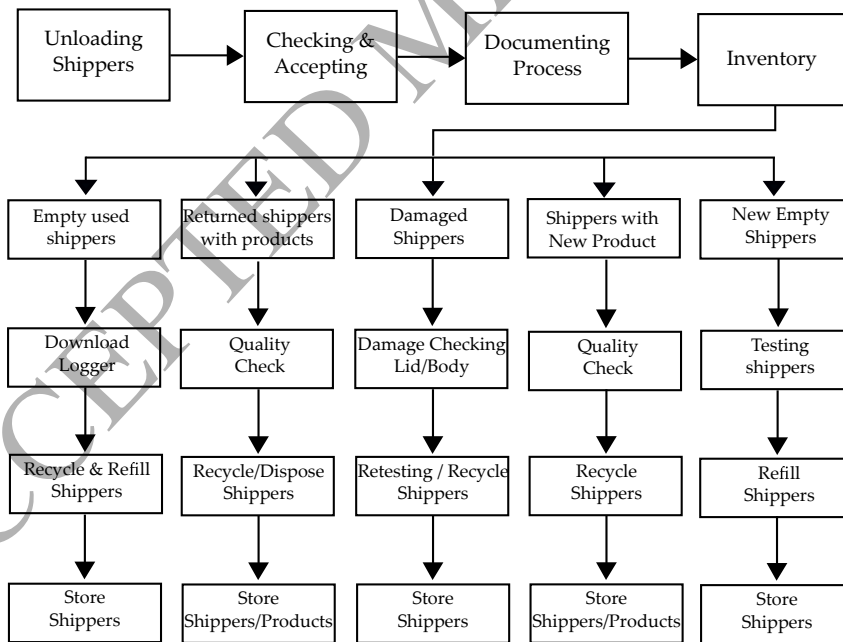 Unloading
Shippers
Checking &
Accepting
Documenting
Process
Inventory
Empty used
shippers
Returned shippers
with products
Damaged
Shippers
Shippers with
New Product
New Empty
Shippers
Download
Logger
Quality
Check
Damage Checking
Lid/Body
Quality
Check
Testing
shippers
Recycle & Refill
Shippers
Recycle/Dispose
Shippers
Retesting / Recycle
Shippers
Recycle
Shippers
Refill
Shippers
Store
Shippers
Store
Shippers/Products
Store
Shippers
Store
Shippers/Products
Store
Shippers
CCEPTED M